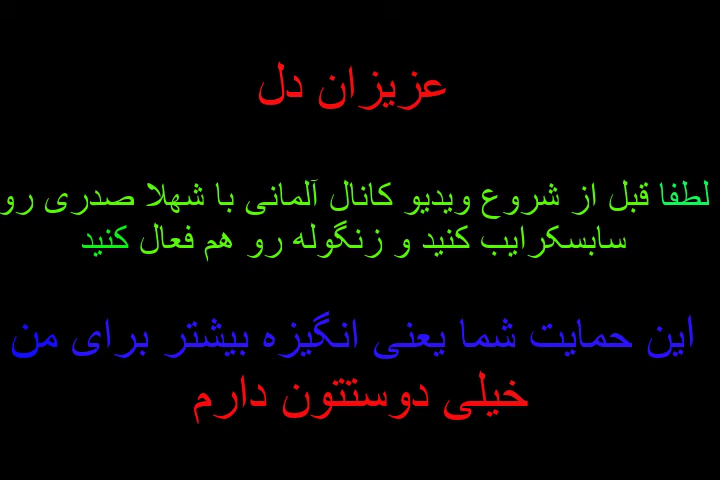 عزیزان دل
لطفا قبل از شروع ویدیو کانال آلمانی با شهلا صدری رو
سابسکرایب کنید و زنگوله رو هم فعال کنید
این حمایت شما یعنی انگیزه بیشتر برای من
خیلی دوستتون دارم